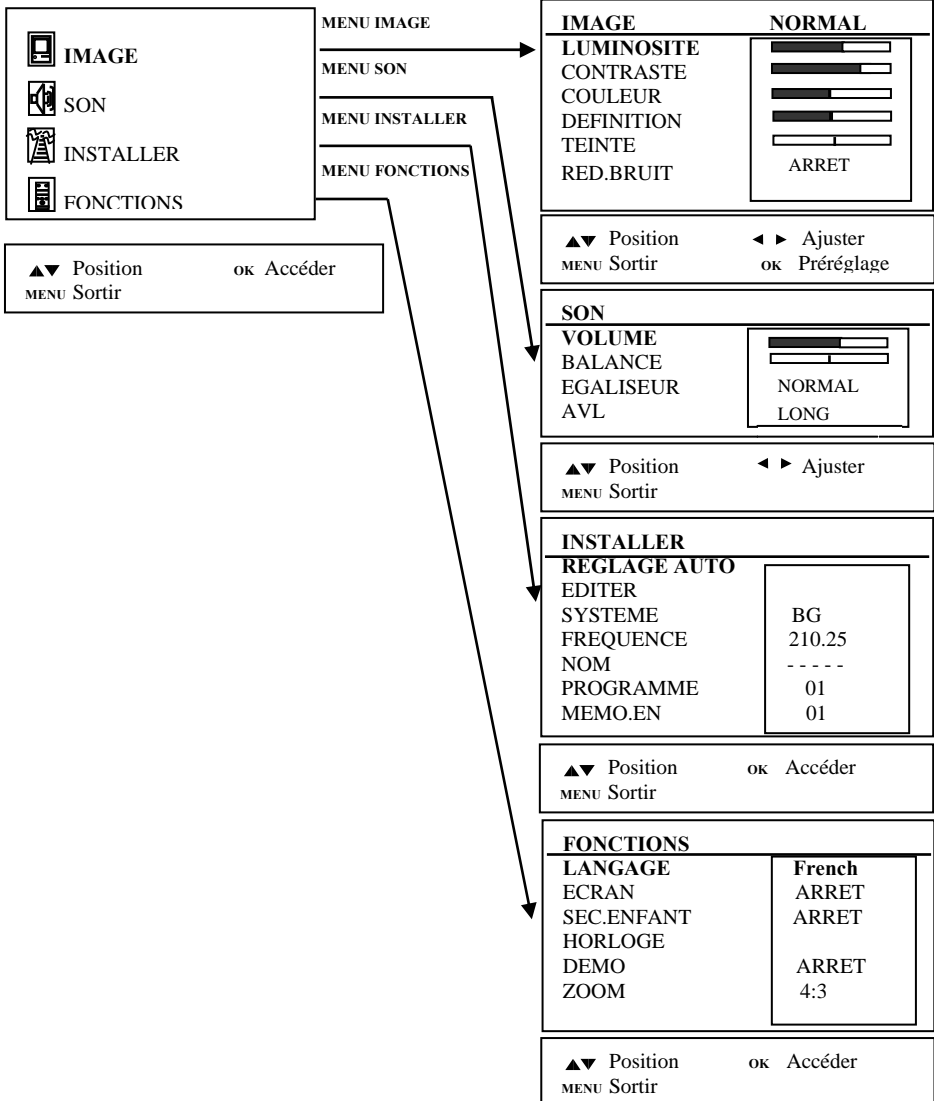 IMAGE
SON
INSTALLER
FONCTIONS
▲▼ Position OK Accéder
MENU Sortir
MENU IMAGE
MENU SON
MENU INSTALLER
MENU FONCTIONS
IMAGE NORMAL
LUMINOSITE
CONTRASTE
COULEUR
DEFINITION
TEINTE
RED.BRUIT ARRET
▲▼ Position ◄ ► Ajuster
MENU Sortir OK Préréglage
SON
VOLUME
BALANCE
EGALISEUR NORMAL
AVL LONG
▲▼ Position ◄ ► Ajuster
MENU Sortir
INSTALLER
REGLAGE AUTO
EDITER
SYSTEME BG
FREQUENCE 210.25
NOM - - - - -
PROGRAMME 01
MEMO.EN 01
▲▼ Position OK Accéder
MENU Sortir
FONCTIONS
LANGAGE French
ECRAN ARRET
SEC.ENFANT ARRET
HORLOGE
DEMO ARRET
ZOOM 4:3
▲▼ Position OK Accéder
MENU Sortir